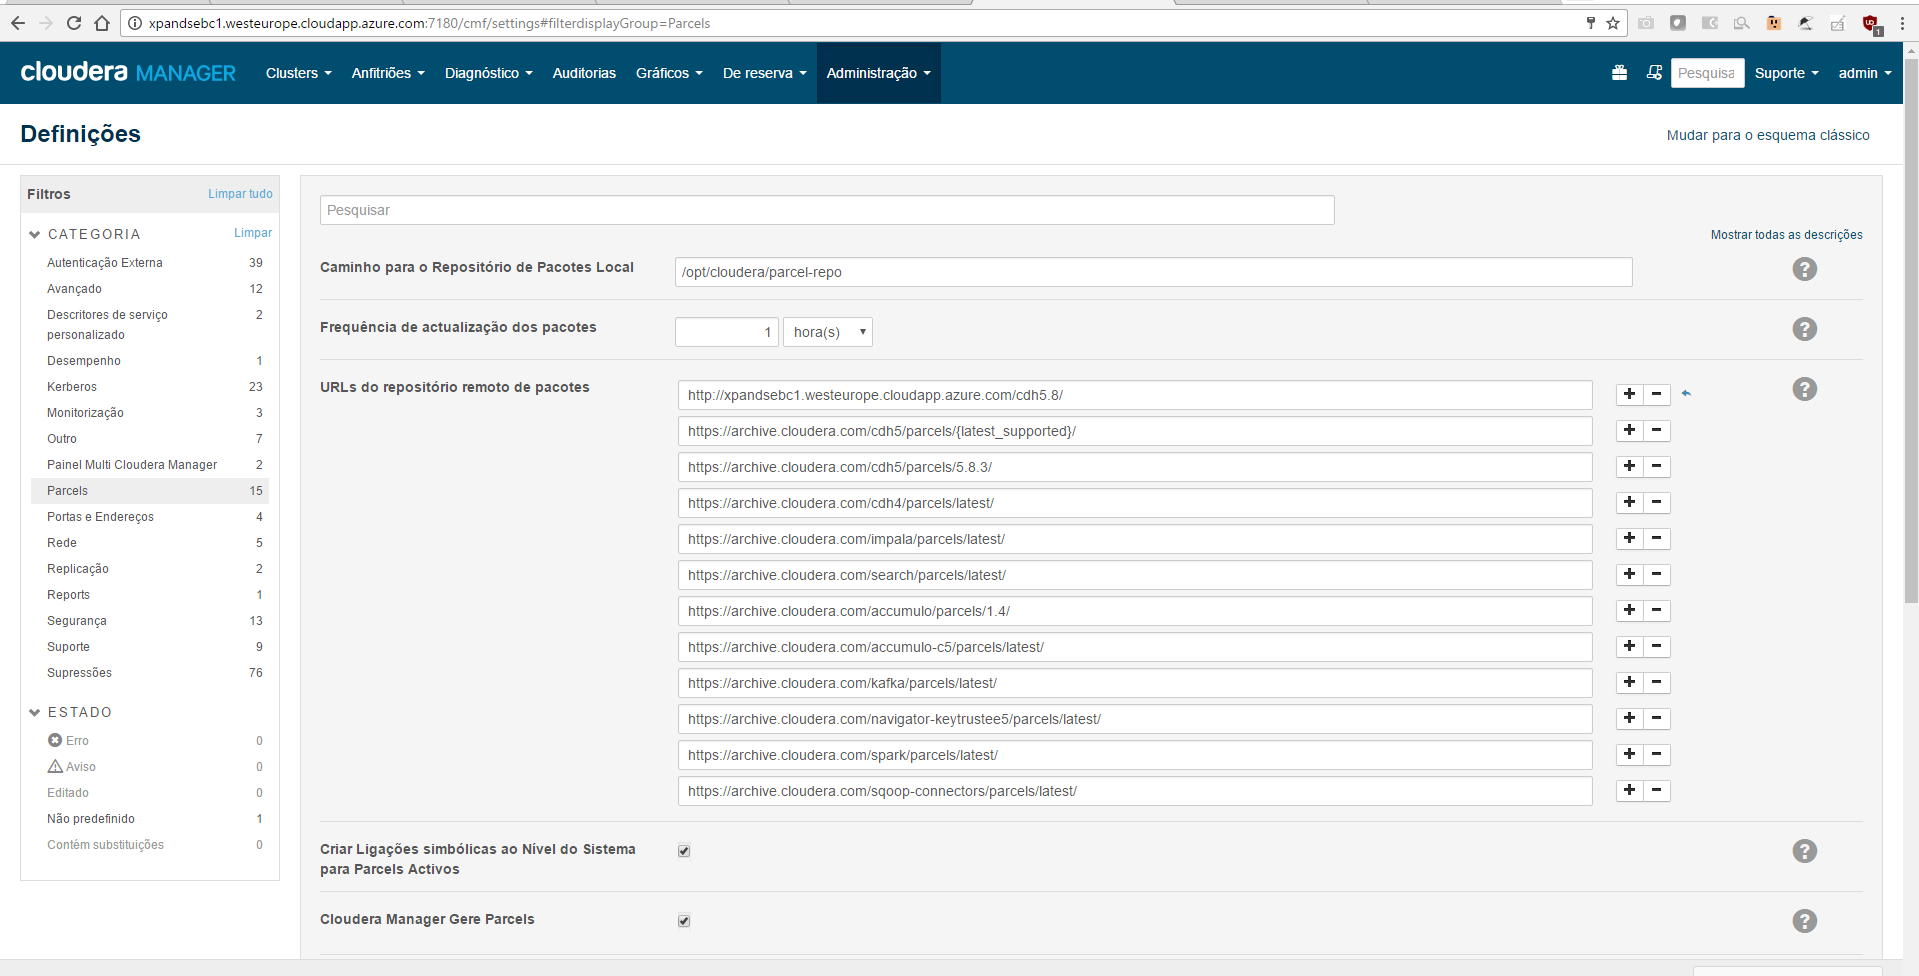 xpandsebc1.westeurope.cloudapp.azure.com:7180/cmf/settings#filterdisplayGroup=Parcels
1
cloudera MANAGER Clusters Anfitriões Diagnóstico Auditorias Gráficos De reserva Administração Pesquisa Suporte admin
Definições
Mudar para o esquema clássico
Filtros Limpar tudo
CATEGORIA Limpar
Autenticação Externa 39
Avançado 12
Descritores de serviço personalizado 2
Desempenho 1
Kerberos 23
Monitorização 3
Outro 7
Painel Multi Cloudera Manager 2
Parcels 15
Portas e Endereços 4
Rede 5
Replicação 2
Reports 1
Segurança 13
Suporte 9
Supressões 76
ESTADO
Erro 0
Aviso 0
Editado 0
Não predefinido 1
Contém substituições 0
Pesquisar
Mostrar todas as descrições
Caminho para o Repositório de Pacotes Local /opt/cloudera/parcel-repo
Frequência de actualização dos pacotes 1 hora(s)
URLs do repositório remoto de pacotes
http://xpandsebc1.westeurope.cloudapp.azure.com/cdh5.8/
https://archive.cloudera.com/cdh5/parcels/{latest_supported}/
https://archive.cloudera.com/cdh5/parcels/5.8.3/
https://archive.cloudera.com/cdh4/parcels/latest/
https://archive.cloudera.com/impala/parcels/latest/
https://archive.cloudera.com/search/parcels/latest/
https://archive.cloudera.com/accumulo/parcels/1.4/
https://archive.cloudera.com/accumulo-c5/parcels/latest/
https://archive.cloudera.com/kafka/parcels/latest/
https://archive.cloudera.com/navigator-keytrustee5/parcels/latest/
https://archive.cloudera.com/spark/parcels/latest/
https://archive.cloudera.com/sqoop-connectors/parcels/latest/
Criar Ligações simbólicas ao Nível do Sistema
para Parcels Activos
Cloudera Manager Gere Parcels